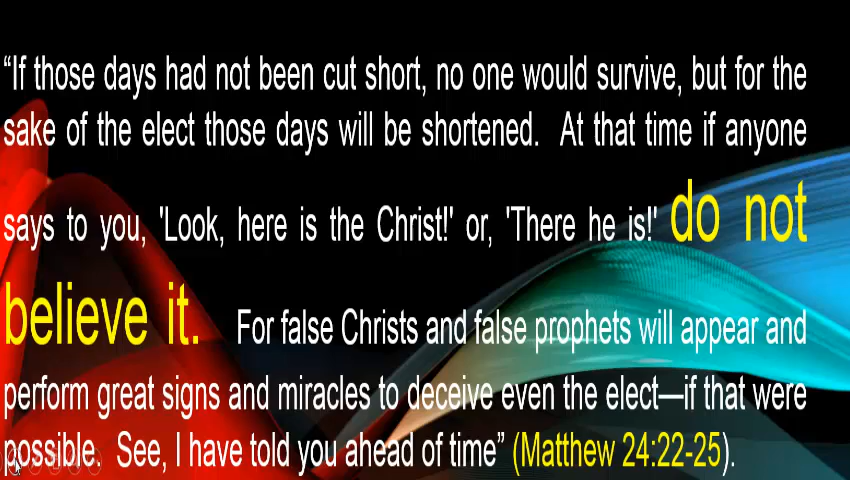 “If those days had not been cut short, no one would survive, but for the
sake of the elect those days will be shortened. At that time if anyone
says to you, 'Look, here is the Christ!' or, 'There he is!' do not
believe it. For false Christs and false prophets will appear and
perform great signs and miracles to deceive even the elect—if that were
possible. See, I have told you ahead of time” (Matthew 24:22-25).